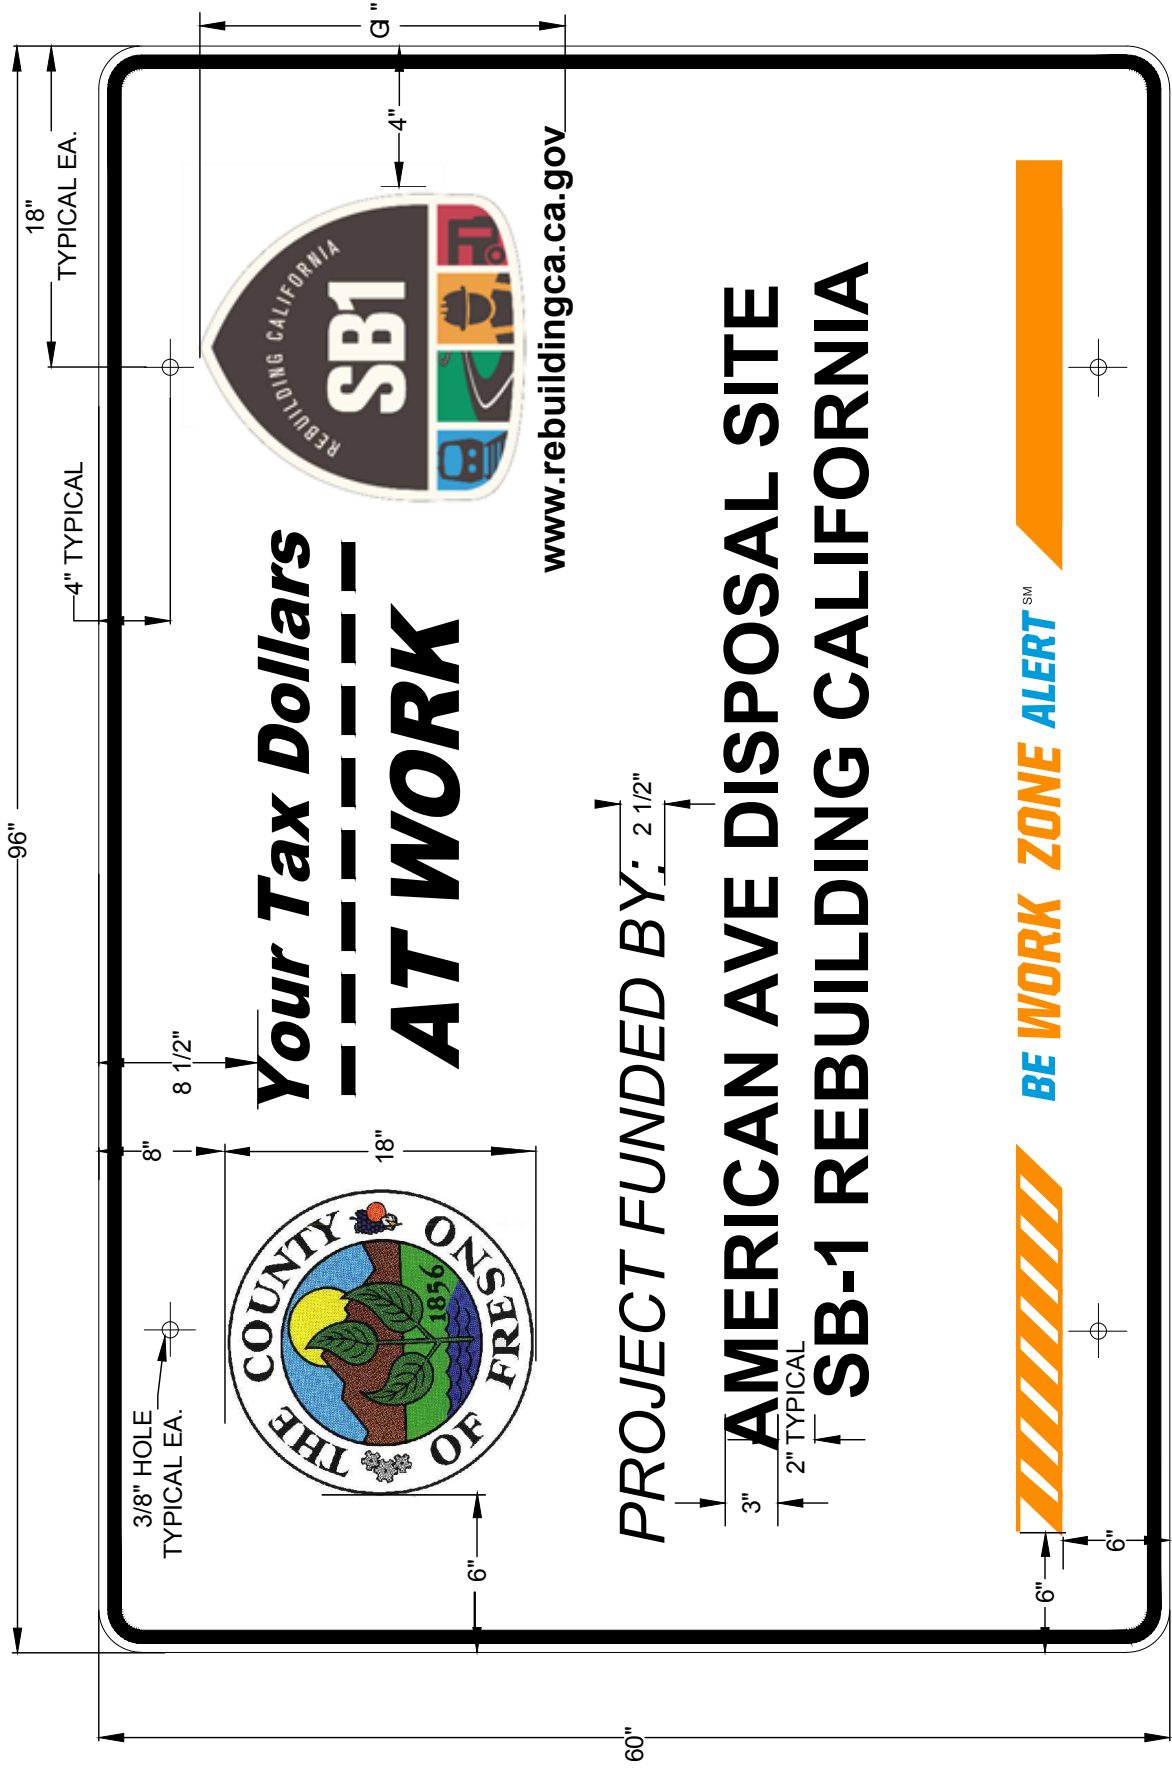 96"
18"
TYPICAL EA.
4" TYPICAL
8 1/2"
8"
3/8" HOLE
TYPICAL EA.
THE COUNTY OF FRESNO
1856
18"
6"
Your Tax Dollars
AT WORK
REBUILDING CALIFORNIA
SB1
4"
www.rebuildingca.ca.gov
PROJECT FUNDED BY:
2 1/2"
AMERICAN AVE DISPOSAL SITE
3"
2" TYPICAL
SB-1 REBUILDING CALIFORNIA
BE WORK ZONE ALERT SM
6"
6"
60"